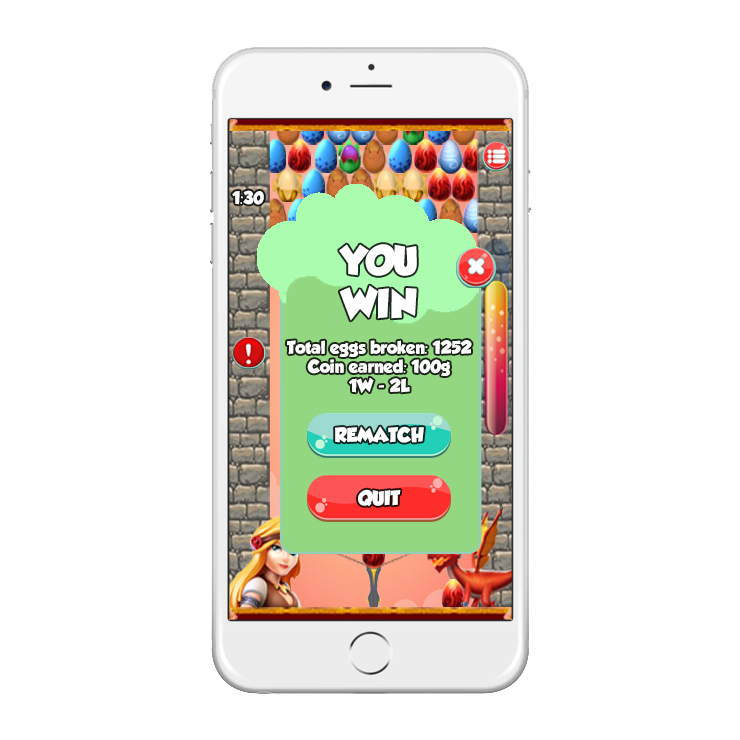 1:30
YOU
WIN
Total eggs broken: 1252
Coin earned: 100g
1W - 2L
REMATCH
QUIT